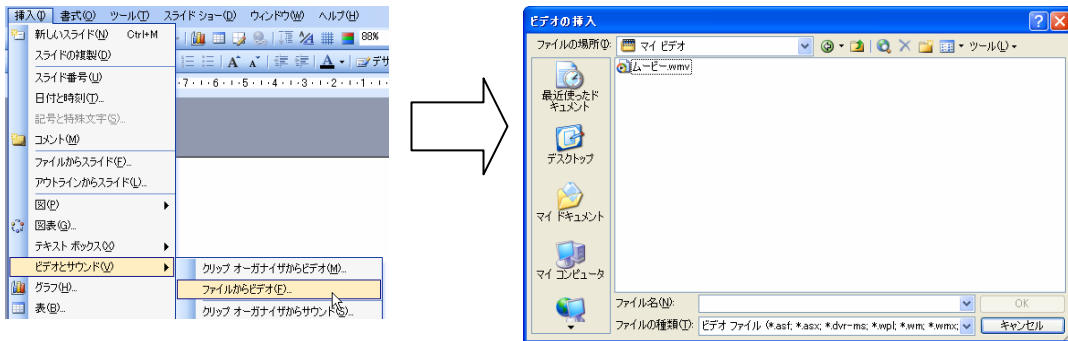 挿入(I) 書式(O) ツール(T) スライド ショー(D) ウィンドウ(W) ヘルプ(H)
新しいスライド(N) Ctrl+M
88%
スライドの複製(D)
デザ
スライド番号(U)
7 6 5 4 3 2 1
日付と時刻(T)...
記号と特殊文字(S)...
コメント(M)
ファイルからスライド(F)...
アウトラインからスライド(L)...
図(P)
図表(G)...
テキスト ボックス(X)
ビデオとサウンド(V)
グラフ(H)...
表(B)...
クリップ オーガナイザからビデオ(M)...
ファイルからビデオ(F)...
クリップ オーガナイザからサウンド(S)...
ビデオの挿入
ファイルの場所(I): マイ ビデオ ツール(L)
ムービー.wmv
最近使ったド
キュメント
デスクトップ
マイ ドキュメント
マイ コンピュータ
ファイル名(N): OK
ファイルの種類(T): ビデオ ファイル (*.asf; *.asx; *.dvr-ms; *.wpl; *.wm; *.wmx; キャンセル